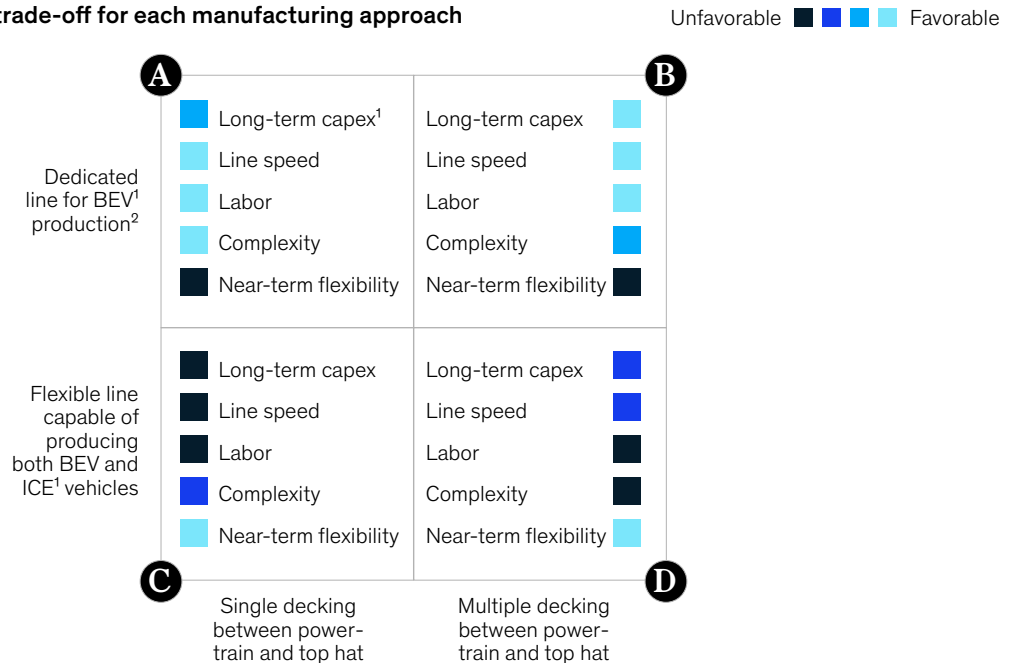 trade-off for each manufacturing approach
Unfavorable Favorable
A
B
Dedicated
line for BEV¹
production²
Long-term capex¹
Line speed
Labor
Complexity
Near-term flexibility
Long-term capex
Line speed
Labor
Complexity
Near-term flexibility
Flexible line
capable of
producing
both BEV and
ICE¹ vehicles
Long-term capex
Line speed
Labor
Complexity
Near-term flexibility
Long-term capex
Line speed
Labor
Complexity
Near-term flexibility
C
D
Single decking
between power-
train and top hat
Multiple decking
between power-
train and top hat